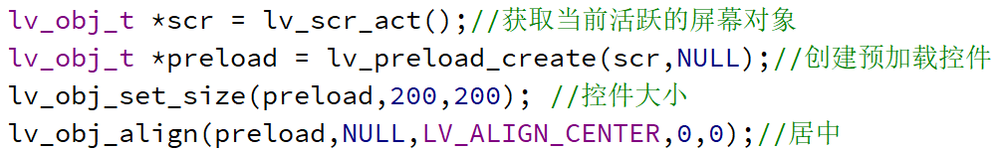 lv_obj_t *scr = lv_scr_act();//获取当前活跃的屏幕对象
lv_obj_t *preload = lv_preload_create(scr,NULL);//创建预加载控件
lv_obj_set_size(preload,200,200); //控件大小
lv_obj_align(preload,NULL,LV_ALIGN_CENTER,0,0);//居中